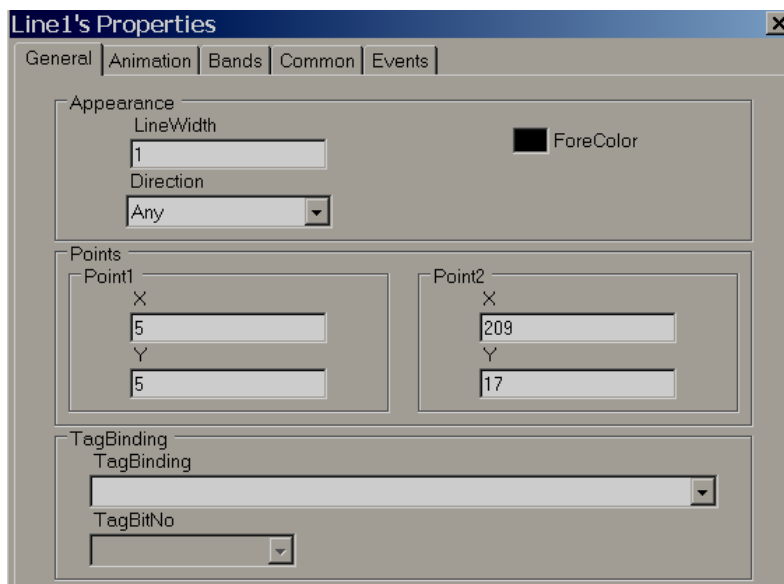 Line1's Properties
General Animation Bands Common Events
Appearance
LineWidth
1
ForeColor
Direction
Any
Points
Point1
X
5
Y
5
Point2
X
209
Y
17
TagBinding
TagBinding
TagBitNo